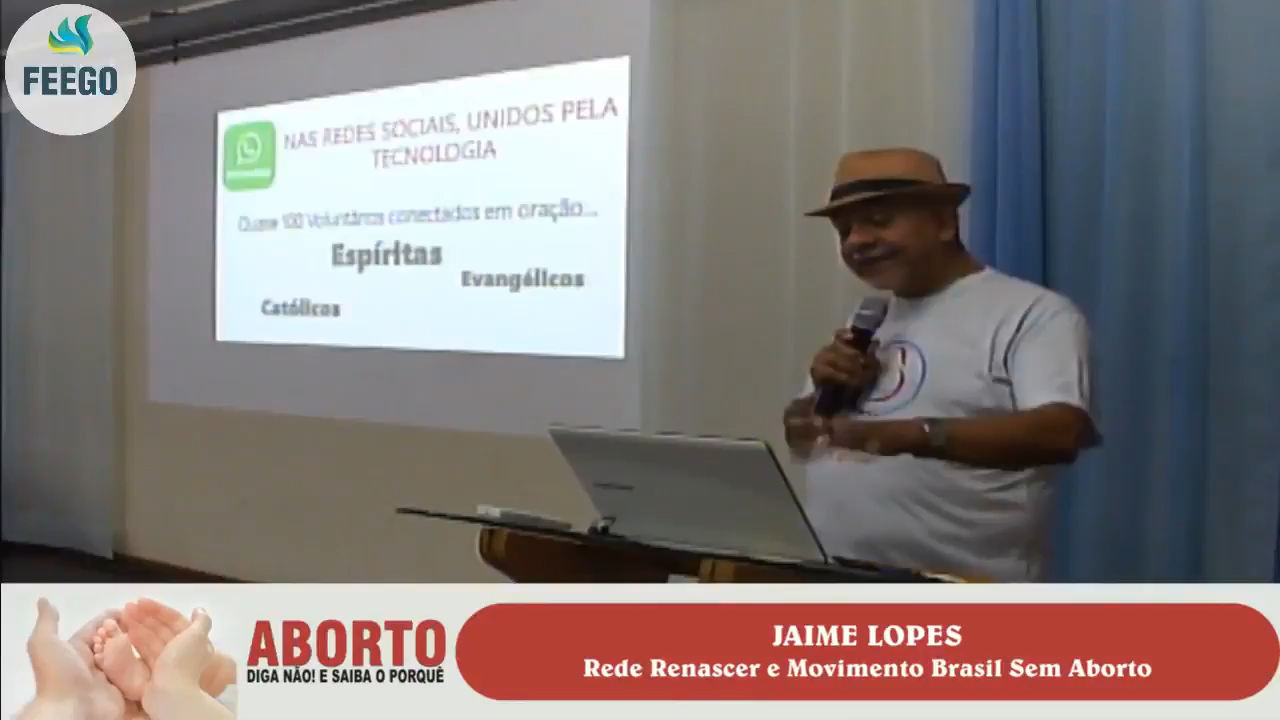 FEEGO
NAS REDES SOCIAIS, UNIDOS PELA
TECNOLOGIA
Quase 100 Voluntários conectados em oração...
Espíritas
Evangélicos
Católicos
ABORTO
DIGA NÃO! E SAIBA O PORQUÊ
JAIME LOPES
Rede Renascer e Movimento Brasil Sem Aborto